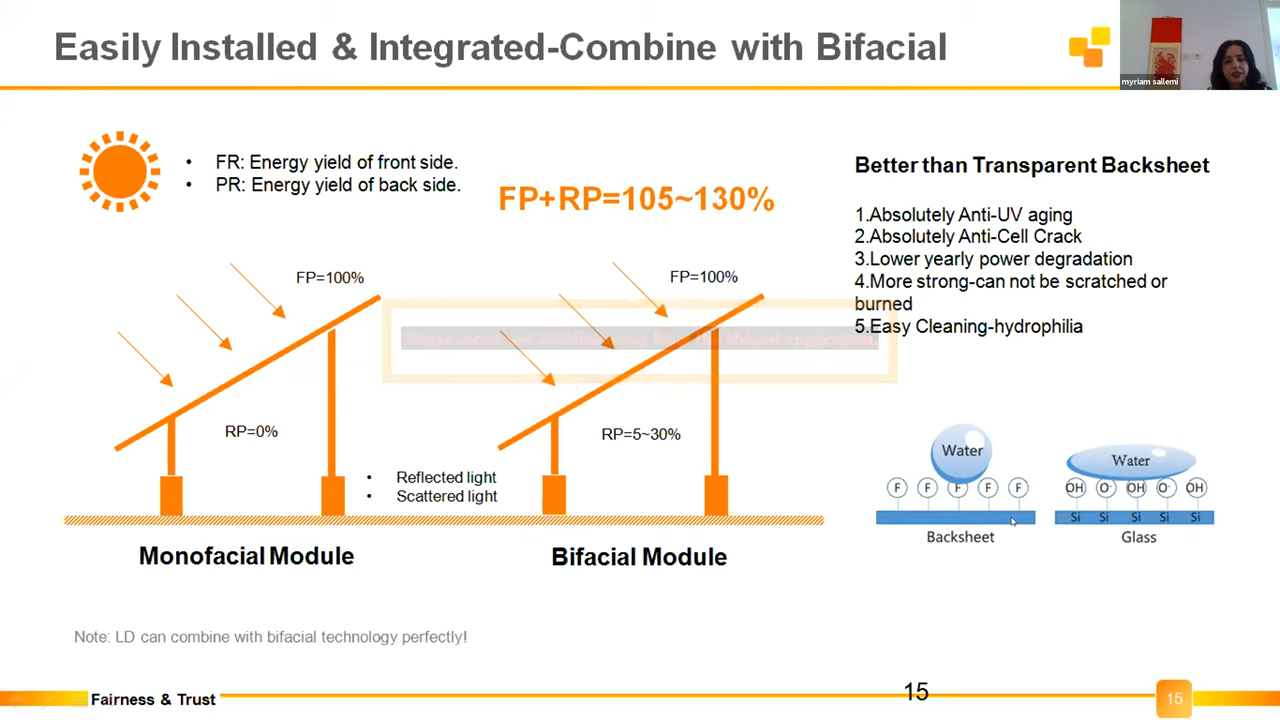 Easily Installed & Integrated-Combine with Bifacial
myriam sallemi
• FR: Energy yield of front side.
• PR: Energy yield of back side.
FP+RP=105~130%
FP=100%
RP=0%
• Reflected light
• Scattered light
Monofacial Module
FP=100%
RP=5~30%
Bifacial Module
Better than Transparent Backsheet
1.Absolutely Anti-UV aging
2.Absolutely Anti-Cell Crack
3.Lower yearly power degradation
4.More strong-can not be scratched or
burned
5.Easy Cleaning-hydrophilia
Water
F F F F F
Backsheet
Water
OH O⁻ OH O⁻ OH
Si Si Si Si Si
Glass
Note: LD can combine with bifacial technology perfectly!
Fairness & Trust
15
15